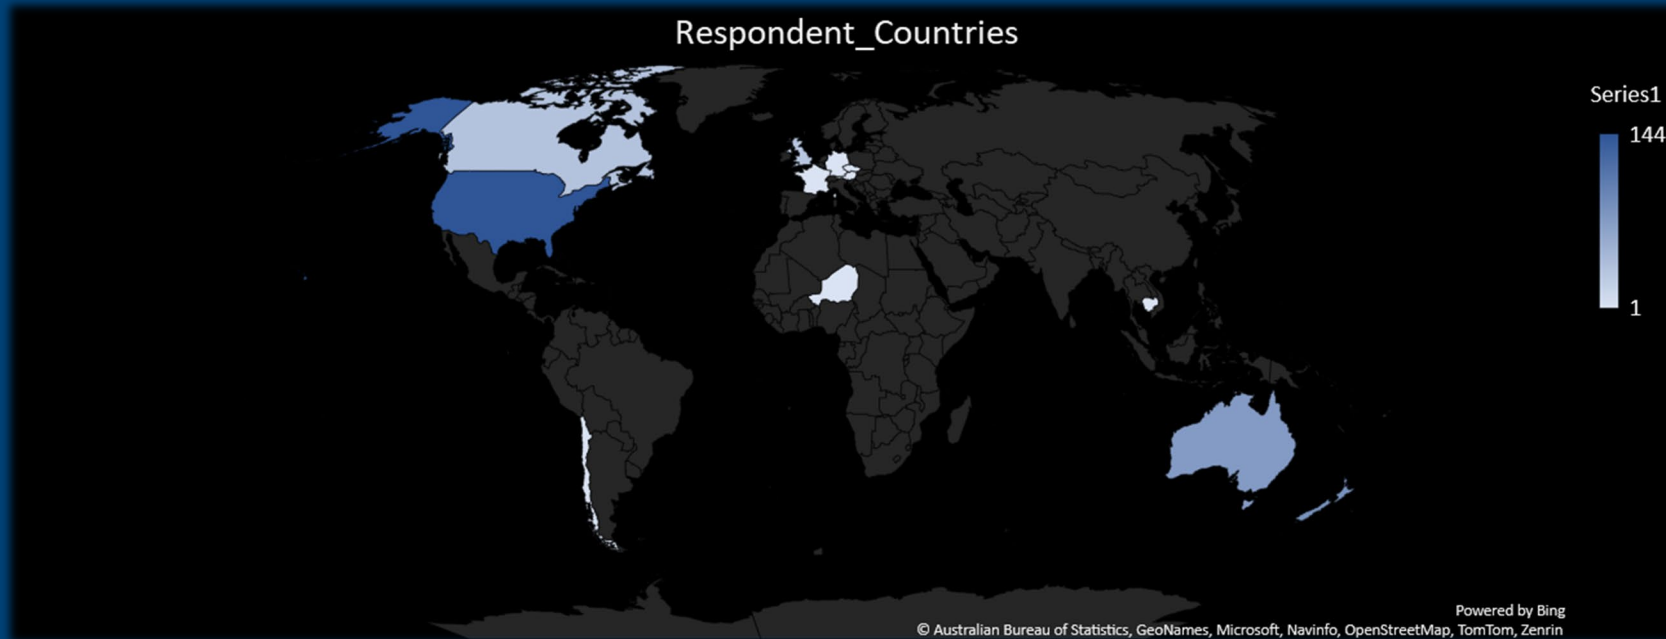 Respondent_Countries
Series1
144
1
Powered by Bing
© Australian Bureau of Statistics, GeoNames, Microsoft, Navinfo, OpenStreetMap, TomTom, Zenrin